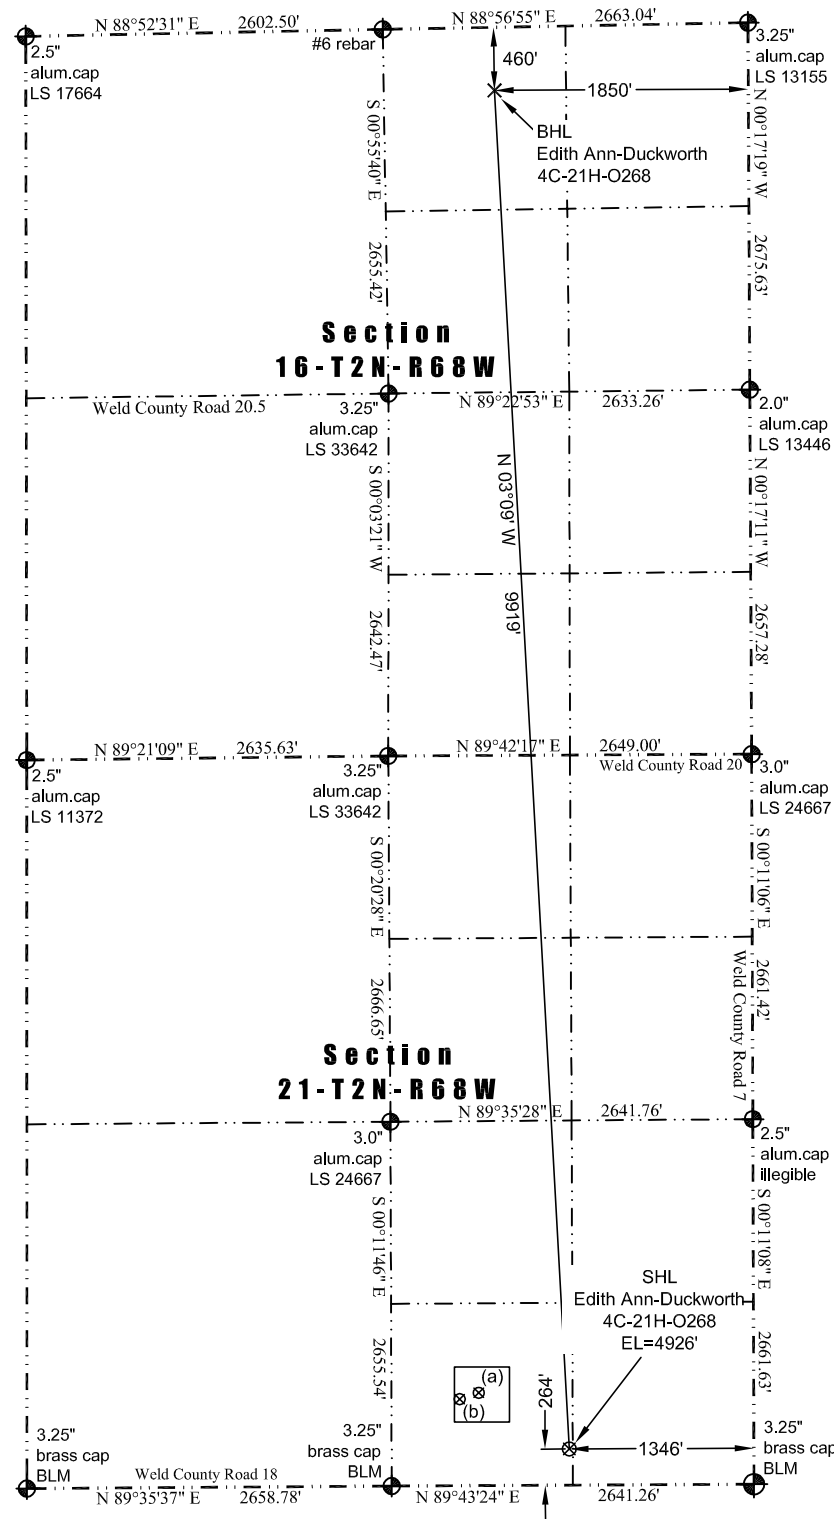 N 88°52'31" E 2602.50'
N 88°56'55" E 2663.04'
2.5"
alum.cap
LS 17664
#6 rebar
3.25"
alum.cap
LS 13155
460'
1850'
BHL
Edith Ann-Duckworth
4C-21H-O268
S 00°55'40" E
2655.42'
N 00°17'19" W
2675.63'
Section
16-T2N-R68W
Weld County Road 20.5
3.25"
alum.cap
LS 33642
N 89°22'53" E 2633.26'
2.0"
alum.cap
LS 13446
S 00°03'21" W
2642.47'
N 03°09' W
9919'
N 00°17'11" W
2657.28'
N 89°21'09" E 2635.63'
N 89°42'17" E 2649.00'
Weld County Road 20
2.5"
alum.cap
LS 11372
3.25"
alum.cap
LS 33642
3.0"
alum.cap
LS 24667
S 00°20'28" E
2666.65'
S 00°11'06" E
2661.42'
Weld County Road 7
Section
21-T2N-R68W
N 89°35'28" E 2641.76'
3.0"
alum.cap
LS 24667
2.5"
alum.cap
illegible
S 00°11'46" E
2655.54'
S 00°11'08" E
2661.63'
SHL
Edith Ann-Duckworth
4C-21H-O268
EL=4926'
(a)
(b)
264'
1346'
3.25"
brass cap
BLM
3.25"
brass cap
BLM
3.25"
brass cap
BLM
Weld County Road 18
N 89°35'37" E 2658.78'
N 89°43'24" E 2641.26'